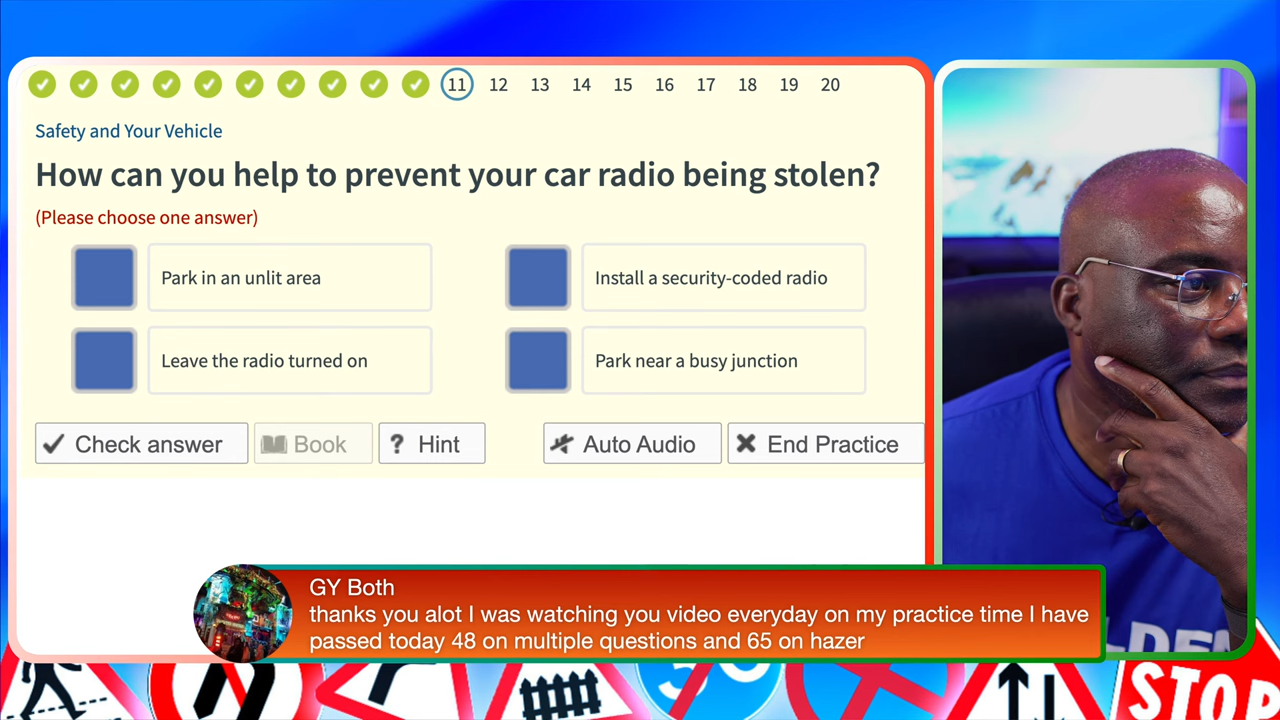 11 12 13 14 15 16 17 18 19 20
Safety and Your Vehicle
How can you help to prevent your car radio being stolen?
(Please choose one answer)
Park in an unlit area
Install a security-coded radio
Leave the radio turned on
Park near a busy junction
Check answer
Book
? Hint
Auto Audio
End Practice
GY Both
thanks you alot I was watching you video everyday on my practice time I have
passed today 48 on multiple questions and 65 on hazer
STOP